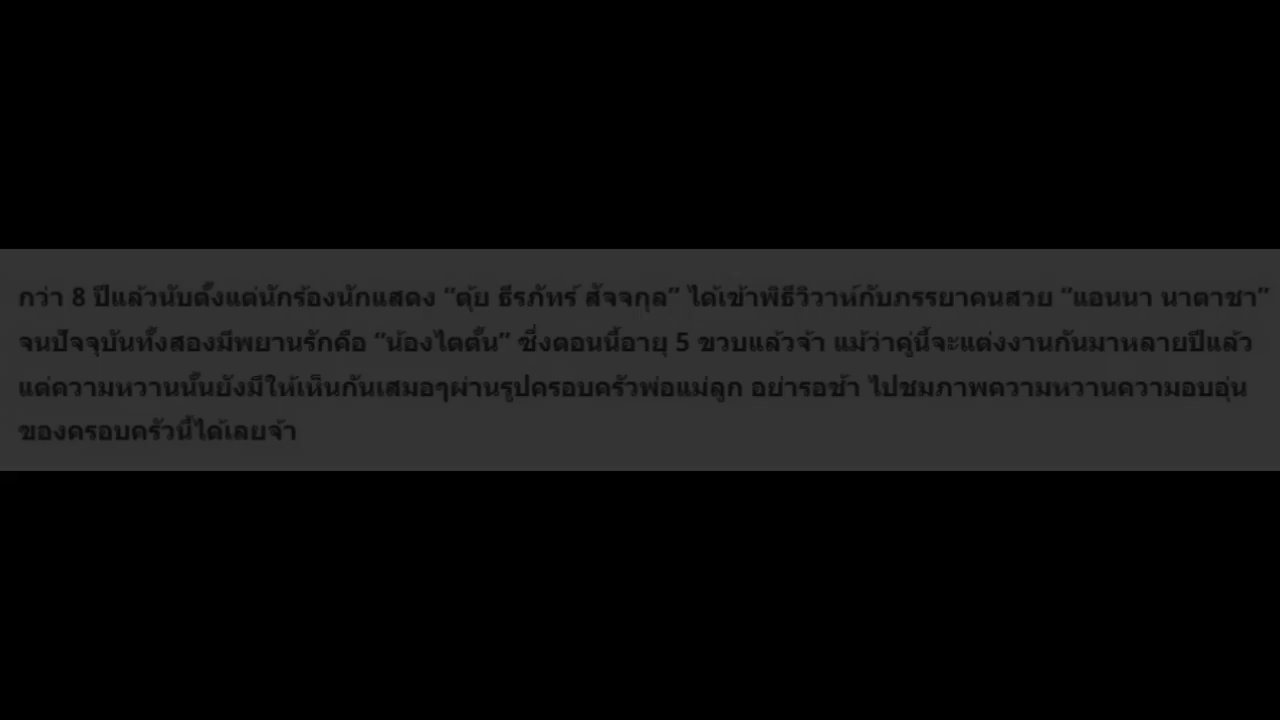 กว่า 8 ปีแล้วนับตั้งแต่นักร้องนักแสดง “ตุ้ย ธีรภัทร์ สัจจกุล” ได้เข้าพิธีวิวาห์กับภรรยาคนสวย “แอนนา นาตาชา”
จนปัจจุบันทั้งสองมีพยานรักคือ “น้องไตตั้น” ซึ่งตอนนี้อายุ 5 ขวบแล้วจ้า แม้ว่าคู่นี้จะแต่งงานกันมาหลายปีแล้ว
แต่ความหวานนั้นยังมีให้เห็นกันเสมอๆผ่านรูปครอบครัวพ่อแม่ลูก อย่ารอช้า ไปชมภาพความหวานความอบอุ่น
ของครอบครัวนี้ได้เลยจ้า